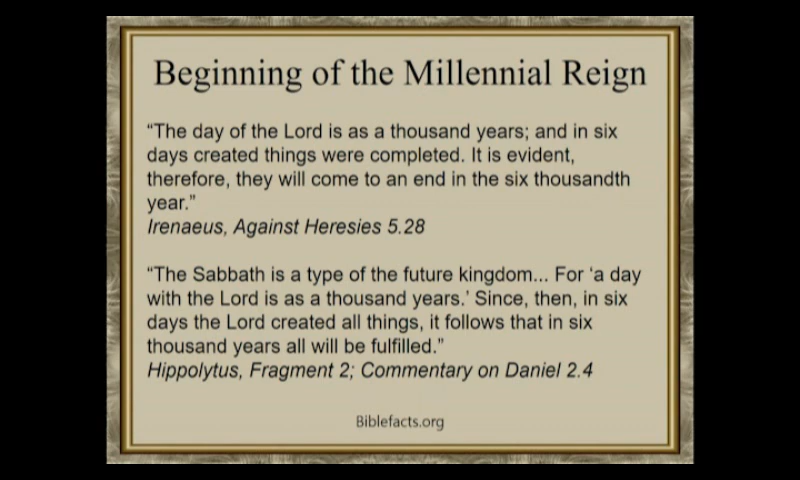 Beginning of the Millennial Reign
“The day of the Lord is as a thousand years; and in six
days created things were completed. It is evident,
therefore, they will come to an end in the six thousandth
year.”
Irenaeus, Against Heresies 5.28
“The Sabbath is a type of the future kingdom... For ‘a day
with the Lord is as a thousand years.’ Since, then, in six
days the Lord created all things, it follows that in six
thousand years all will be fulfilled.”
Hippolytus, Fragment 2; Commentary on Daniel 2.4
Biblefacts.org